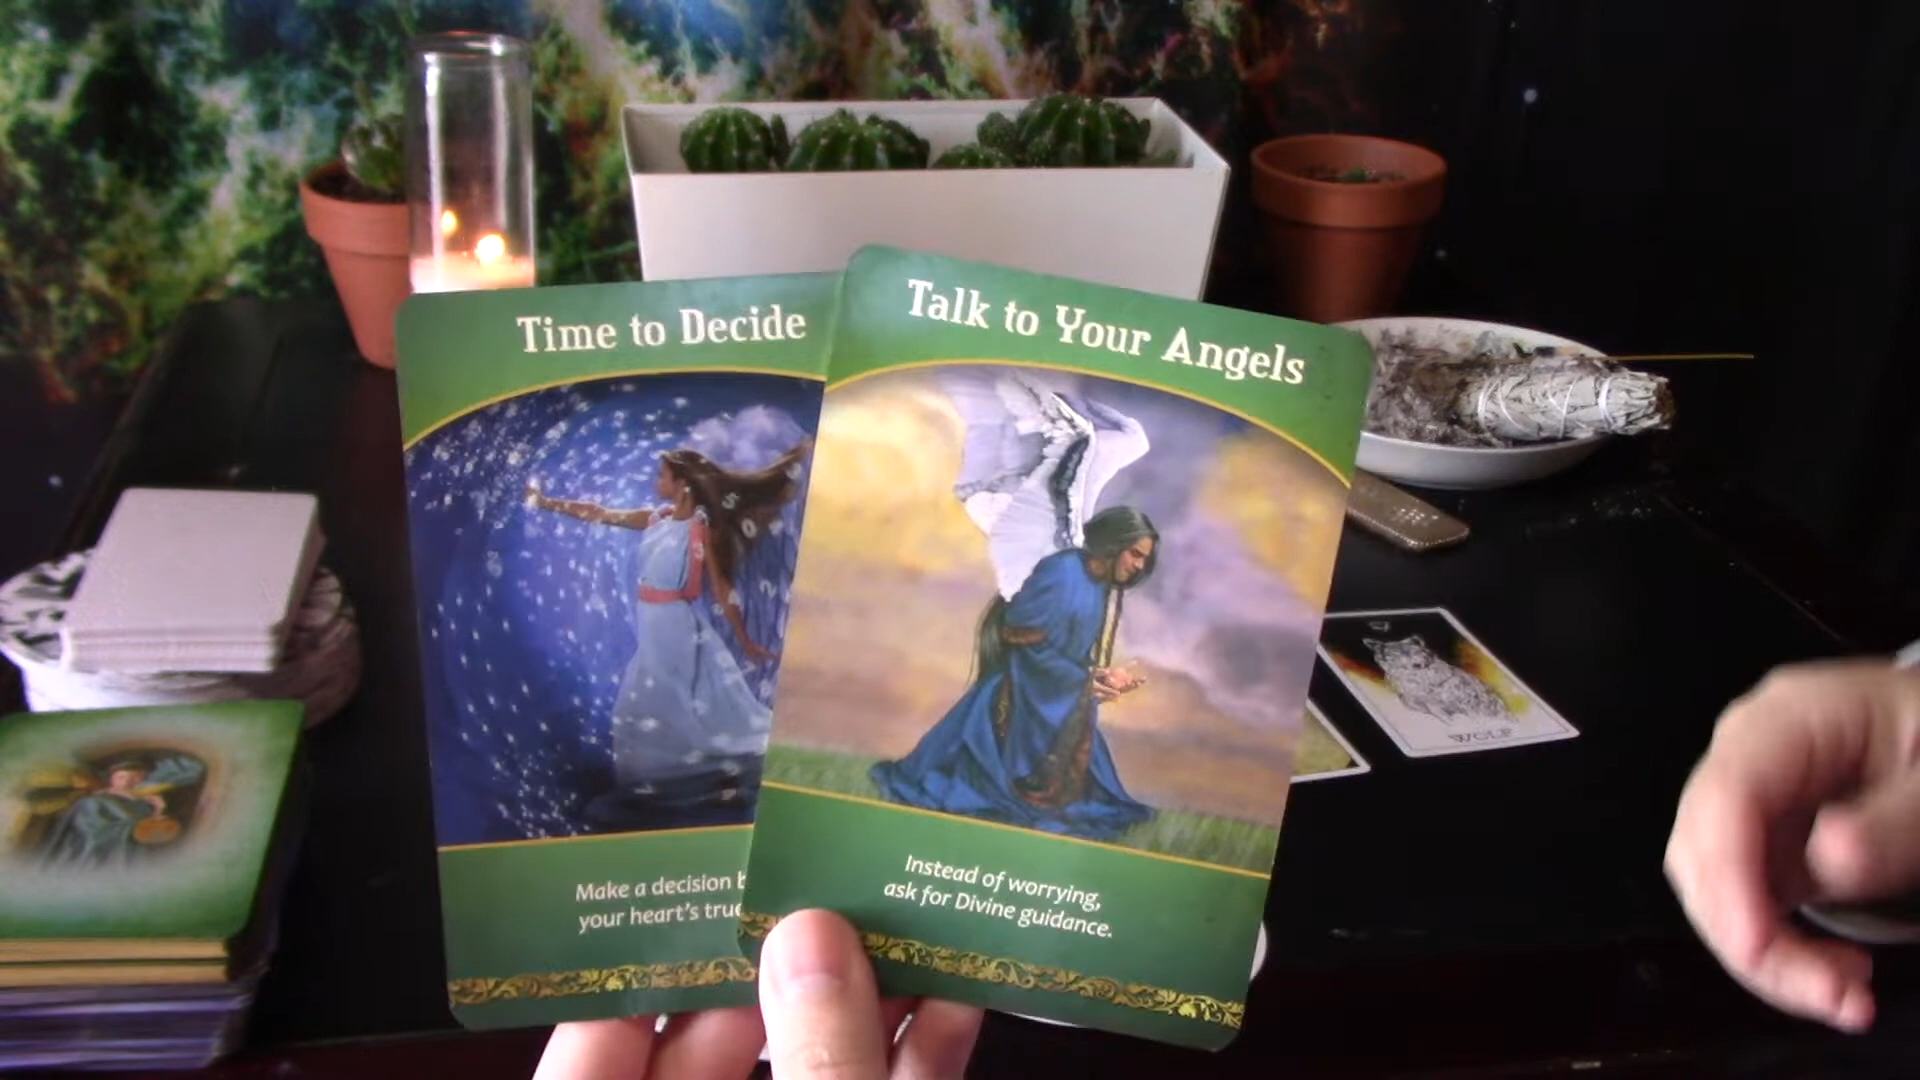 Time to Decide
Make a decision
your heart's true
Talk to Your Angels
Instead of worrying,
ask for Divine guidance.
WOLF